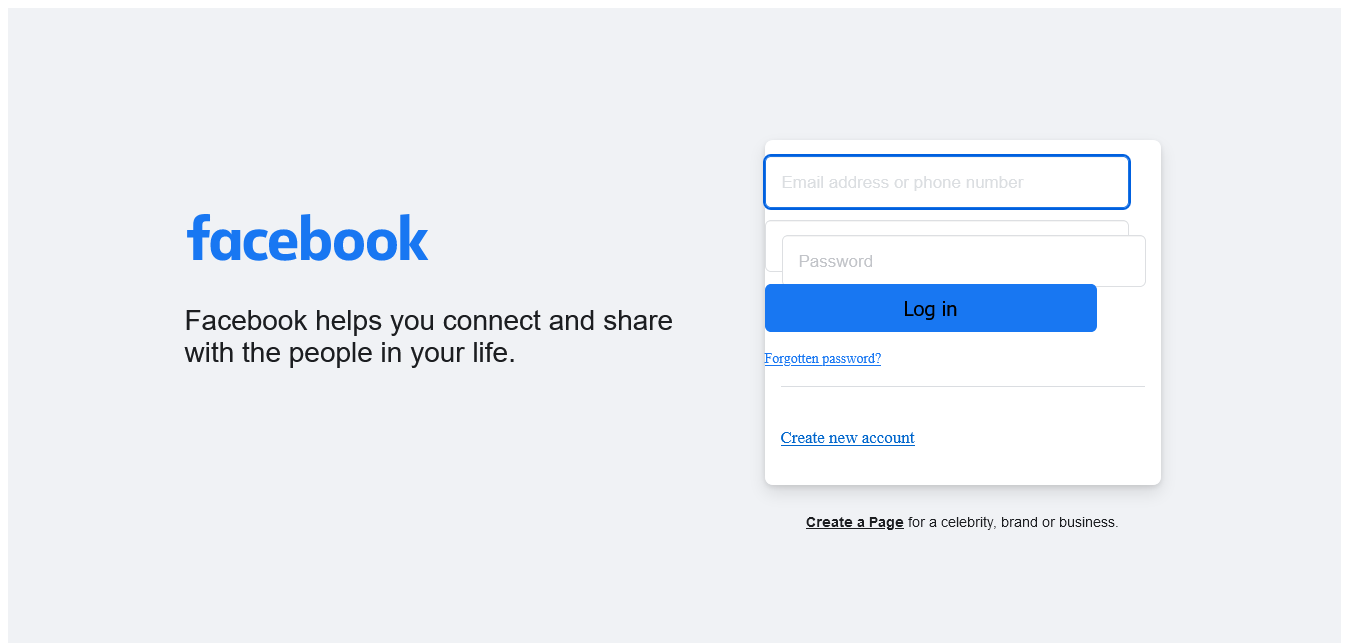 facebook
Facebook helps you connect and share
with the people in your life.
Email address or phone number
Password
Log in
Forgotten password?
Create new account
Create a Page for a celebrity, brand or business.